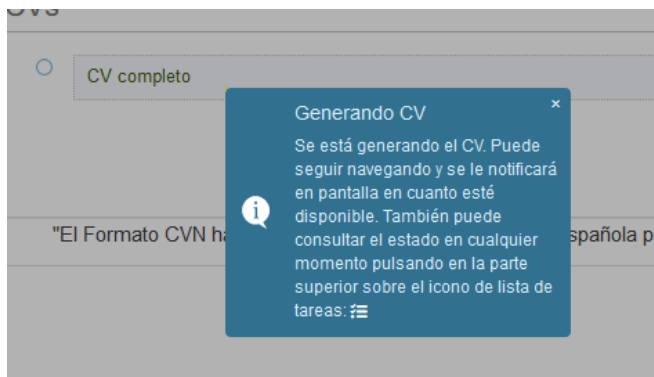 CVs
CV completo
Generando CV
×
Se está generando el CV. Puede
seguir navegando y se le notificará
en pantalla en cuanto esté
disponible. También puede
consultar el estado en cualquier
momento pulsando en la parte
superior sobre el icono de lista de
tareas:
"El Formato CVN ha española p